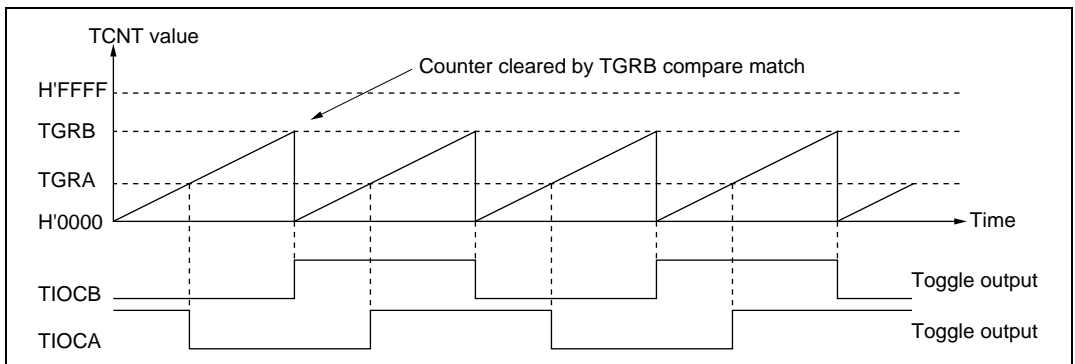 TCNT value
Counter cleared by TGRB compare match
H'FFFF
TGRB
TGRA
H'0000
Time
TIOCB
Toggle output
TIOCA
Toggle output